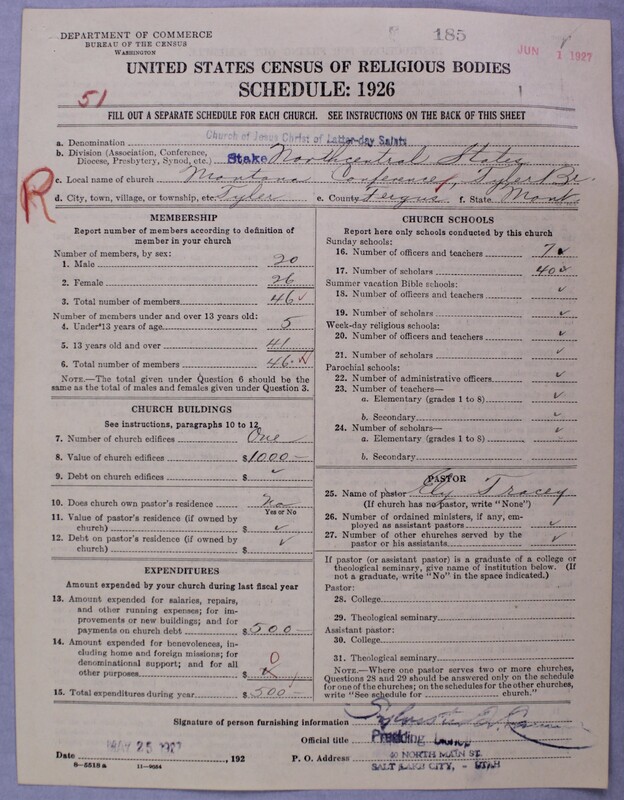 DEPARTMENT OF COMMERCE
BUREAU OF THE CENSUS
WASHINGTON
185
JUN 1 1927
UNITED STATES CENSUS OF RELIGIOUS BODIES
SCHEDULE: 1926
51
FILL OUT A SEPARATE SCHEDULE FOR EACH CHURCH. SEE INSTRUCTIONS ON THE BACK OF THIS SHEET
a. Denomination Church of Jesus Christ of Latter-day Saints
b. Division (Association, Conference, Diocese, Presbytery, Synod, etc.) Stake Northcentral States
c. Local name of church Montana Conference, Tyler Br.
R
d. City, town, village, or township, etc. Tyler e. County Fergus f. State Mont
MEMBERSHIP
Report number of members according to definition of member in your church
Number of members, by sex:
1. Male 20
2. Female 26
3. Total number of members 46
Number of members under and over 13 years old:
4. Under 13 years of age 5
5. 13 years old and over 41
6. Total number of members 46
NOTE.—The total given under Question 6 should be the same as the total of males and females given under Question 3.
CHURCH BUILDINGS
See instructions, paragraphs 10 to 12
7. Number of church edifices One
8. Value of church edifices $1000—
9. Debt on church edifices $ ✓
10. Does church own pastor's residence No
Yes or No
11. Value of pastor's residence (if owned by church) $ ✓
12. Debt on pastor's residence (if owned by church) $ ✓
EXPENDITURES
Amount expended by your church during last fiscal year
13. Amount expended for salaries, repairs, and other running expenses; for improvements or new buildings; and for payments on church debt $500—
14. Amount expended for benevolences, including home and foreign missions; for denominational support; and for all other purposes $ 0
15. Total expenditures during year $500—
CHURCH SCHOOLS
Report here only schools conducted by this church
Sunday schools:
16. Number of officers and teachers 7 ✓
17. Number of scholars 40 ✓
Summer vacation Bible schools:
18. Number of officers and teachers ✓
19. Number of scholars ✓
Week-day religious schools:
20. Number of officers and teachers ✓
21. Number of scholars ✓
Parochial schools:
22. Number of administrative officers ✓
23. Number of teachers—
a. Elementary (grades 1 to 8) ✓
b. Secondary ✓
24. Number of scholars—
a. Elementary (grades 1 to 8) ✓
b. Secondary ✓
PASTOR
25. Name of pastor Ely Tracey
(If church has no pastor, write "None")
26. Number of ordained ministers, if any, employed as assistant pastors ✓
27. Number of other churches served by the pastor or his assistants ✓
If pastor (or assistant pastor) is a graduate of a college or theological seminary, give name of institution below. (If not a graduate, write "No" in the space indicated.)
Pastor:
28. College
29. Theological seminary
Assistant pastor:
30. College
31. Theological seminary
NOTE.—Where one pastor serves two or more churches, Questions 28 and 29 should be answered only on the schedule for one of the churches; on the schedules for the other churches, write "See schedule for church."
Signature of person furnishing information
Official title Presiding Bishop
Date MAY 25 1927, 192 P. O. Address 40 NORTH MAIN ST.
SALT LAKE CITY, - UTAH
8-5518a 11-9554